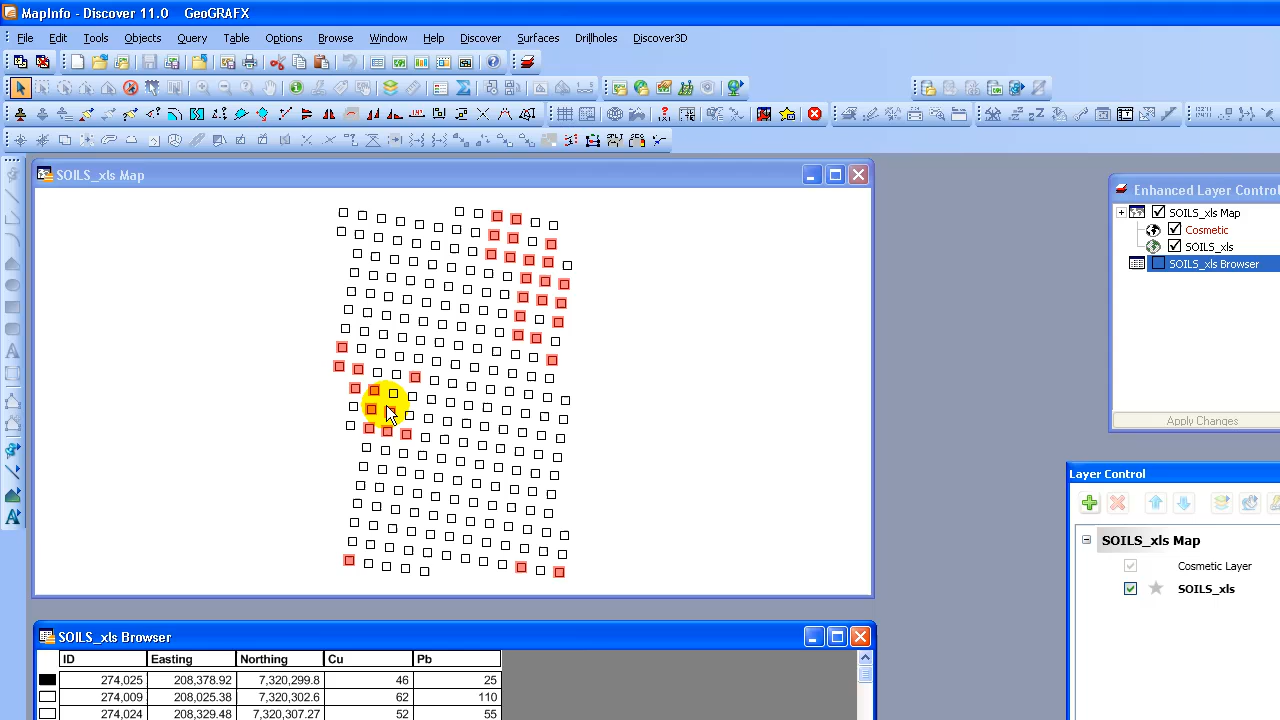 MapInfo - Discover 11.0 GeoGRAFX
File Edit Tools Objects Query Table Options Browse Window Help Discover Surfaces Drillholes Discover3D
SOILS_xls Map
Enhanced Layer Control
SOILS_xls Map
Cosmetic
SOILS_xls
SOILS_xls Browser
Apply Changes
Layer Control
SOILS_xls Map
Cosmetic Layer
SOILS_xls
SOILS_xls Browser
ID Easting Northing Cu Pb
274,025 208,378.92 7,320,299.8 46 25
274,009 208,025.38 7,320,302.6 62 110
274,024 208,329.48 7,320,307.27 52 55